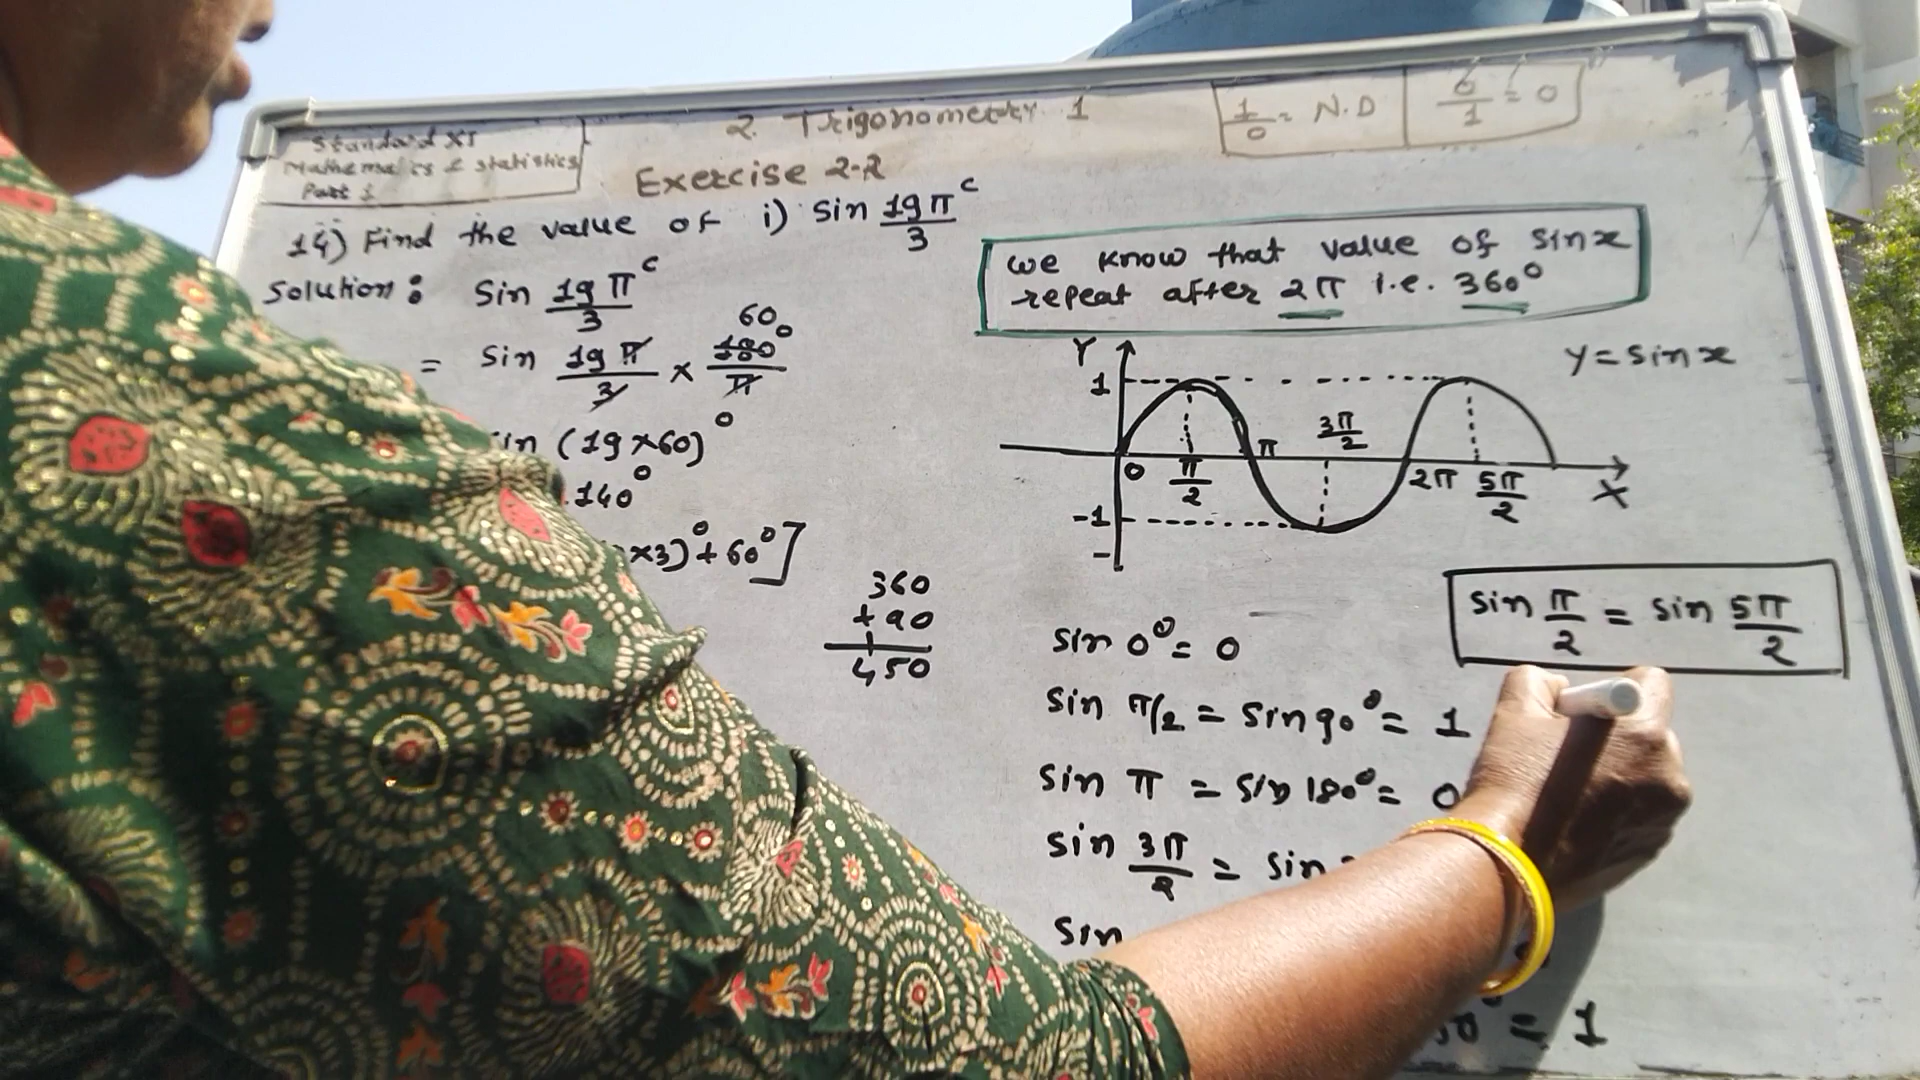 Standard XI
Mathematics & statistics
Part 1
2. Trigonometry 1
1/0 = N.D
0/1 = 0
Exercise 2.2
14) Find the value of i) sin 19π^c/3
Solution: Sin 19π^c/3
= sin 19π/3 × 180°/π 60
(19×60)°
140°
×3)°+60°]
360
+90
450
we know that value of sinx
repeat after 2π i.e. 360°
Y
y = sinx
1
0
π/2
π
3π/2
2π
5π/2
X
-1
sin π/2 = sin 5π/2
sin 0° = 0
sin π/2 = sin 90° = 1
sin π = sin 180° = 0
sin 3π/2 = sin
sin
50° = 1